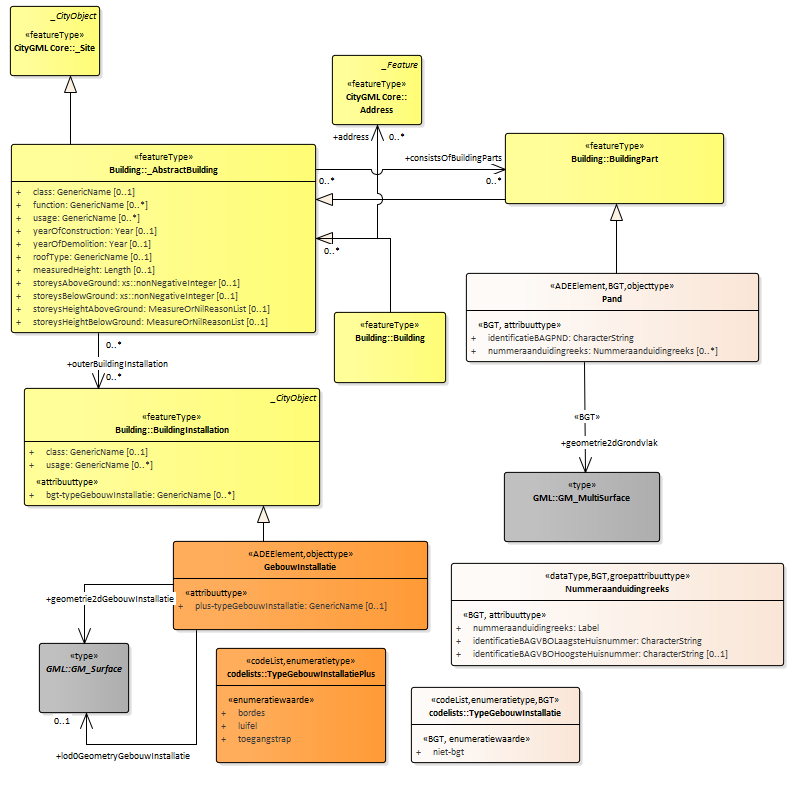 _CityObject
«featureType»
CityGML Core::_Site
_Feature
«featureType»
CityGML Core::
Address
+address
0..*
«featureType»
Building::_AbstractBuilding
+ class: GenericName [0..1]
+ function: GenericName [0..*]
+ usage: GenericName [0..*]
+ yearOfConstruction: Year [0..1]
+ yearOfDemolition: Year [0..1]
+ roofType: GenericName [0..1]
+ measuredHeight: Length [0..1]
+ storeysAboveGround: xs::nonNegativeInteger [0..1]
+ storeysBelowGround: xs::nonNegativeInteger [0..1]
+ storeysHeightAboveGround: MeasureOrNilReasonList [0..1]
+ storeysHeightBelowGround: MeasureOrNilReasonList [0..1]
+consistsOfBuildingParts
0..*
0..*
0..*
«featureType»
Building::BuildingPart
«featureType»
Building::Building
«ADEElement,BGT,objecttype»
Pand
«BGT, attribuuttype»
+ identificatieBAGPND: CharacterString
+ nummeraanduidingreeks: Nummeraanduidingreeks [0..*]
0..*
+outerBuildingInstallation
0..*
_CityObject
«featureType»
Building::BuildingInstallation
+ class: GenericName [0..1]
+ usage: GenericName [0..*]
«attribuuttype»
+ bgt-typeGebouwInstallatie: GenericName [0..*]
«BGT»
+geometrie2dGrondvlak
«type»
GML::GM_MultiSurface
«ADEElement,objecttype»
GebouwInstallatie
«attribuuttype»
+ plus-typeGebouwInstallatie: GenericName [0..1]
+geometrie2dGebouwInstallatie
«type»
GML::GM_Surface
0..1
+lod0GeometryGebouwInstallatie
«dataType,BGT,groepattribuuttype»
Nummeraanduidingreeks
«BGT, attribuuttype»
+ nummeraanduidingreeks: Label
+ identificatieBAGVBOLaagsteHuisnummer: CharacterString
+ identificatieBAGVBOHoogsteHuisnummer: CharacterString [0..1]
«codeList,enumeratietype»
codelists::TypeGebouwInstallatiePlus
«enumeratiewaarde»
+ bordes
+ luifel
+ toegangstrap
«codeList,enumeratietype,BGT»
codelists::TypeGebouwInstallatie
«BGT, enumeratiewaarde»
+ niet-bgt